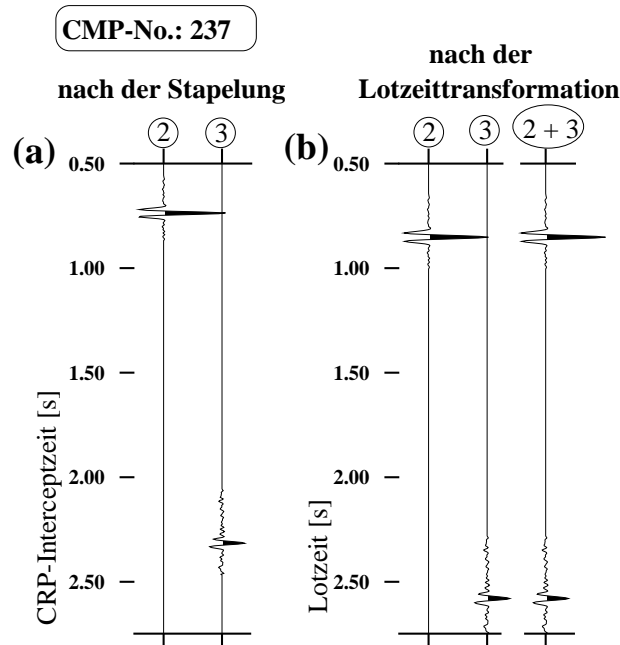 CMP-No.: 237
nach der Stapelung
nach der
Lotzeittransformation
(a)
2
3
(b)
2
3
2 + 3
0.50
1.00
1.50
2.00
2.50
CRP-Interceptzeit [s]
0.50
1.00
1.50
2.00
2.50
Lotzeit [s]